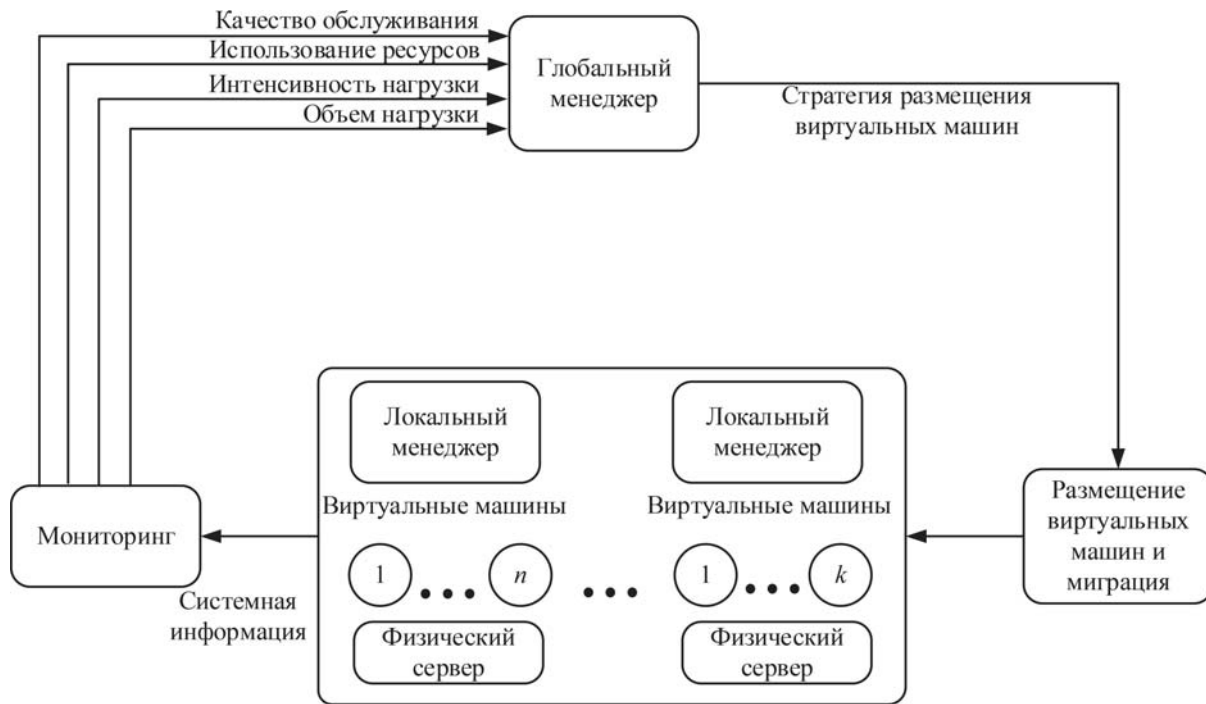 Качество обслуживания
Использование ресурсов
Интенсивность нагрузки
Объем нагрузки
Глобальный
менеджер
Стратегия размещения
виртуальных машин
Локальный
менеджер
Локальный
менеджер
Виртуальные машины
Виртуальные машины
1
n
1
k
Физический
сервер
Физический
сервер
Мониторинг
Системная
информация
Размещение
виртуальных
машин и
миграция